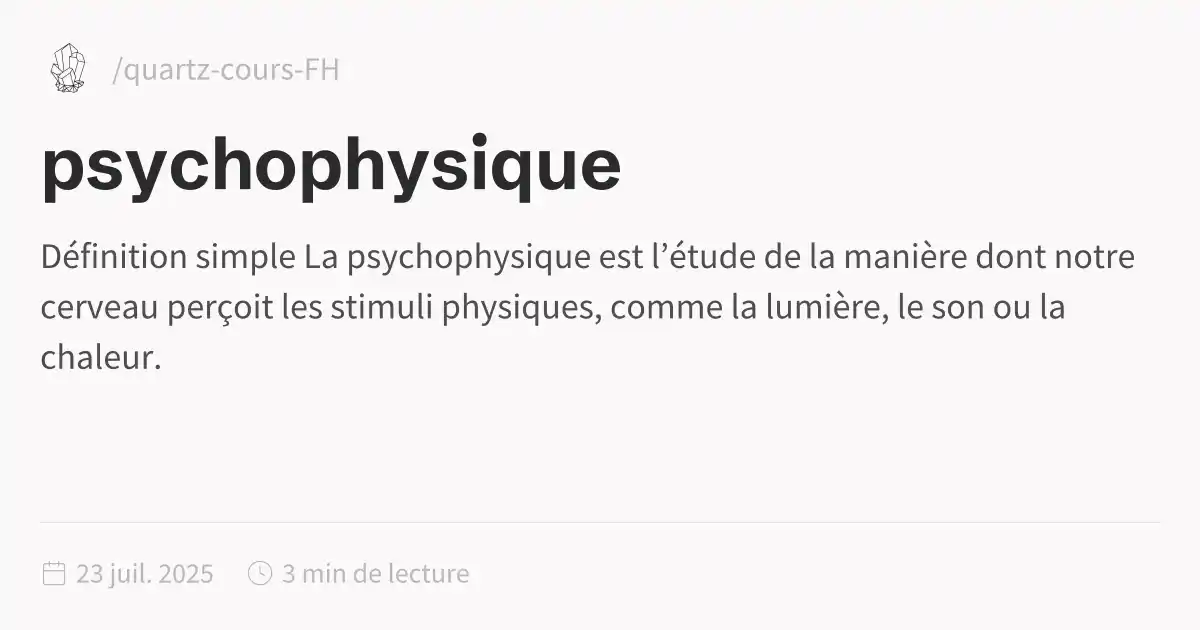 /quartz-cours-FH
psychophysique
Définition simple La psychophysique est l’étude de la manière dont notre
cerveau perçoit les stimuli physiques, comme la lumière, le son ou la
chaleur.
23 juil. 2025 3 min de lecture